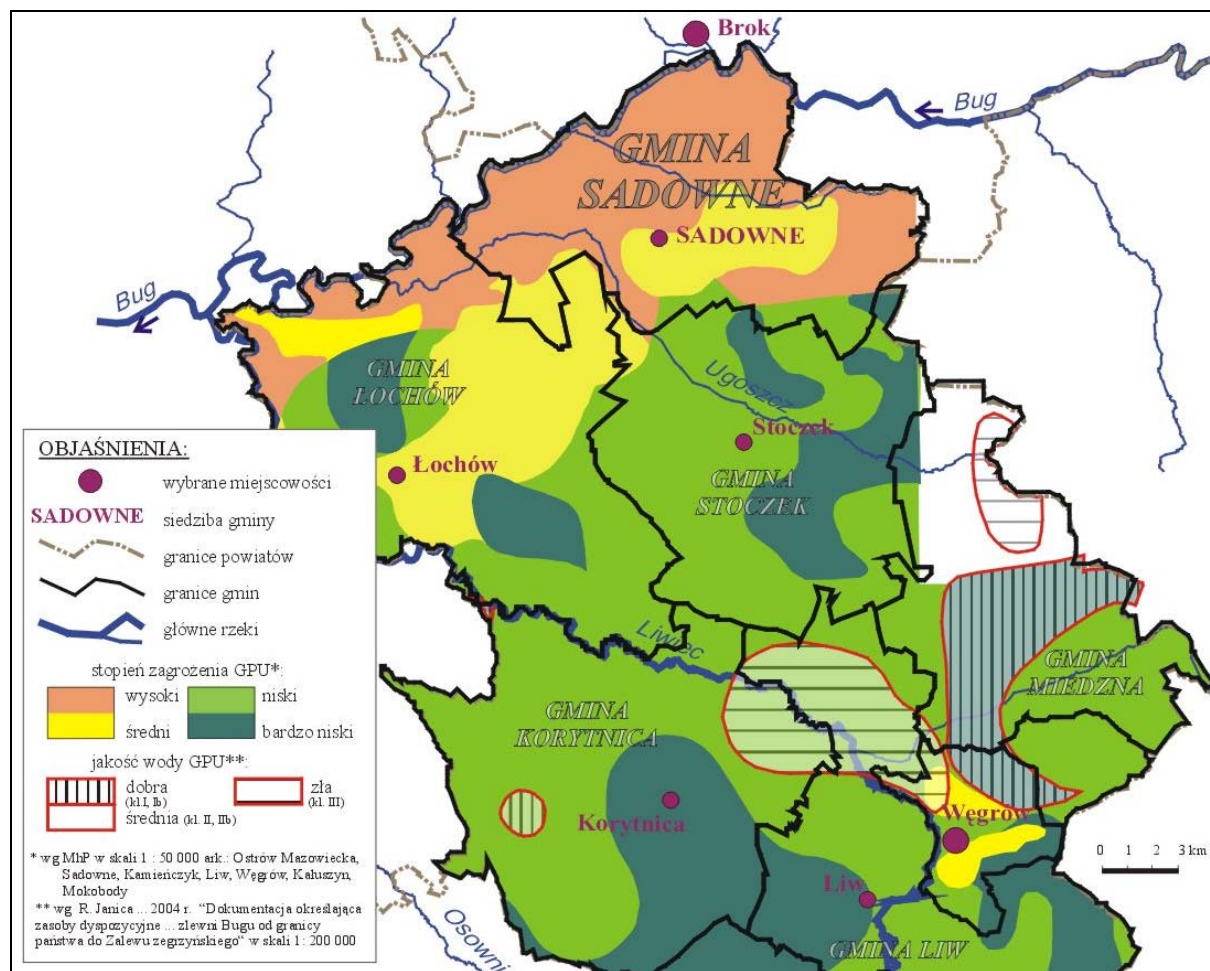 Brok
Bug
GMINA
SADOWNE
SADOWNE
Bug
GMINA
ŁOCHÓW
Ugoszcz
Stoczek
GMINA
STOCZEK
Łochów
OBJAŚNIENIA:
wybrane miejscowości
SADOWNE siedziba gminy
granice powiatów
granice gmin
główne rzeki
stopień zagrożenia GPU*:
wysoki niski
średni bardzo niski
jakość wody GPU**:
dobra (kl.I, Ib) zła (kl. III)
średnia (kl. II, IIb)
* wg MhP w skali 1 : 50 000 ark.: Ostrów Mazowiecka,
Sadowne, Kamieńczyk, Liw, Węgrów, Kałuszyn,
Mokobody
** wg R. Janica ... 2004 r. "Dokumentacja określająca
zasoby dyspozycyjne ... zlewni Bugu od granicy
państwa do Zalewu zegrzyńskiego" w skali 1 : 200 000
Liwiec
GMINA
MIEDZNA
GMINA
KORYTNICA
Korytnica
Węgrów
Liw
0 1 2 3 km
Osowni
GMINA LIW